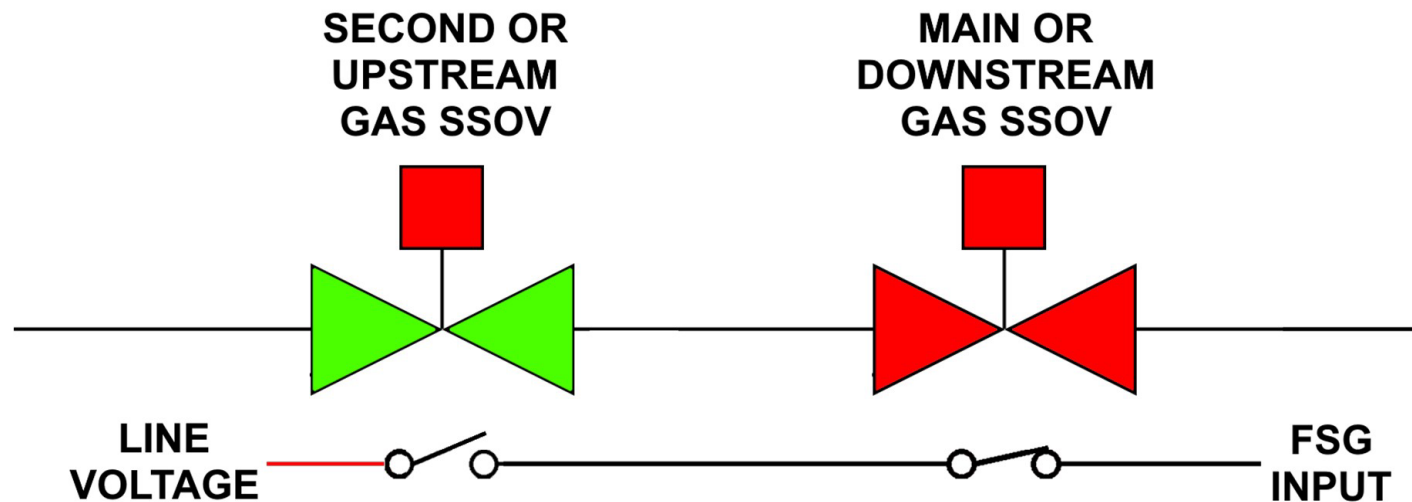 SECOND OR
UPSTREAM
GAS SSOV
MAIN OR
DOWNSTREAM
GAS SSOV
LINE
VOLTAGE
FSG
INPUT